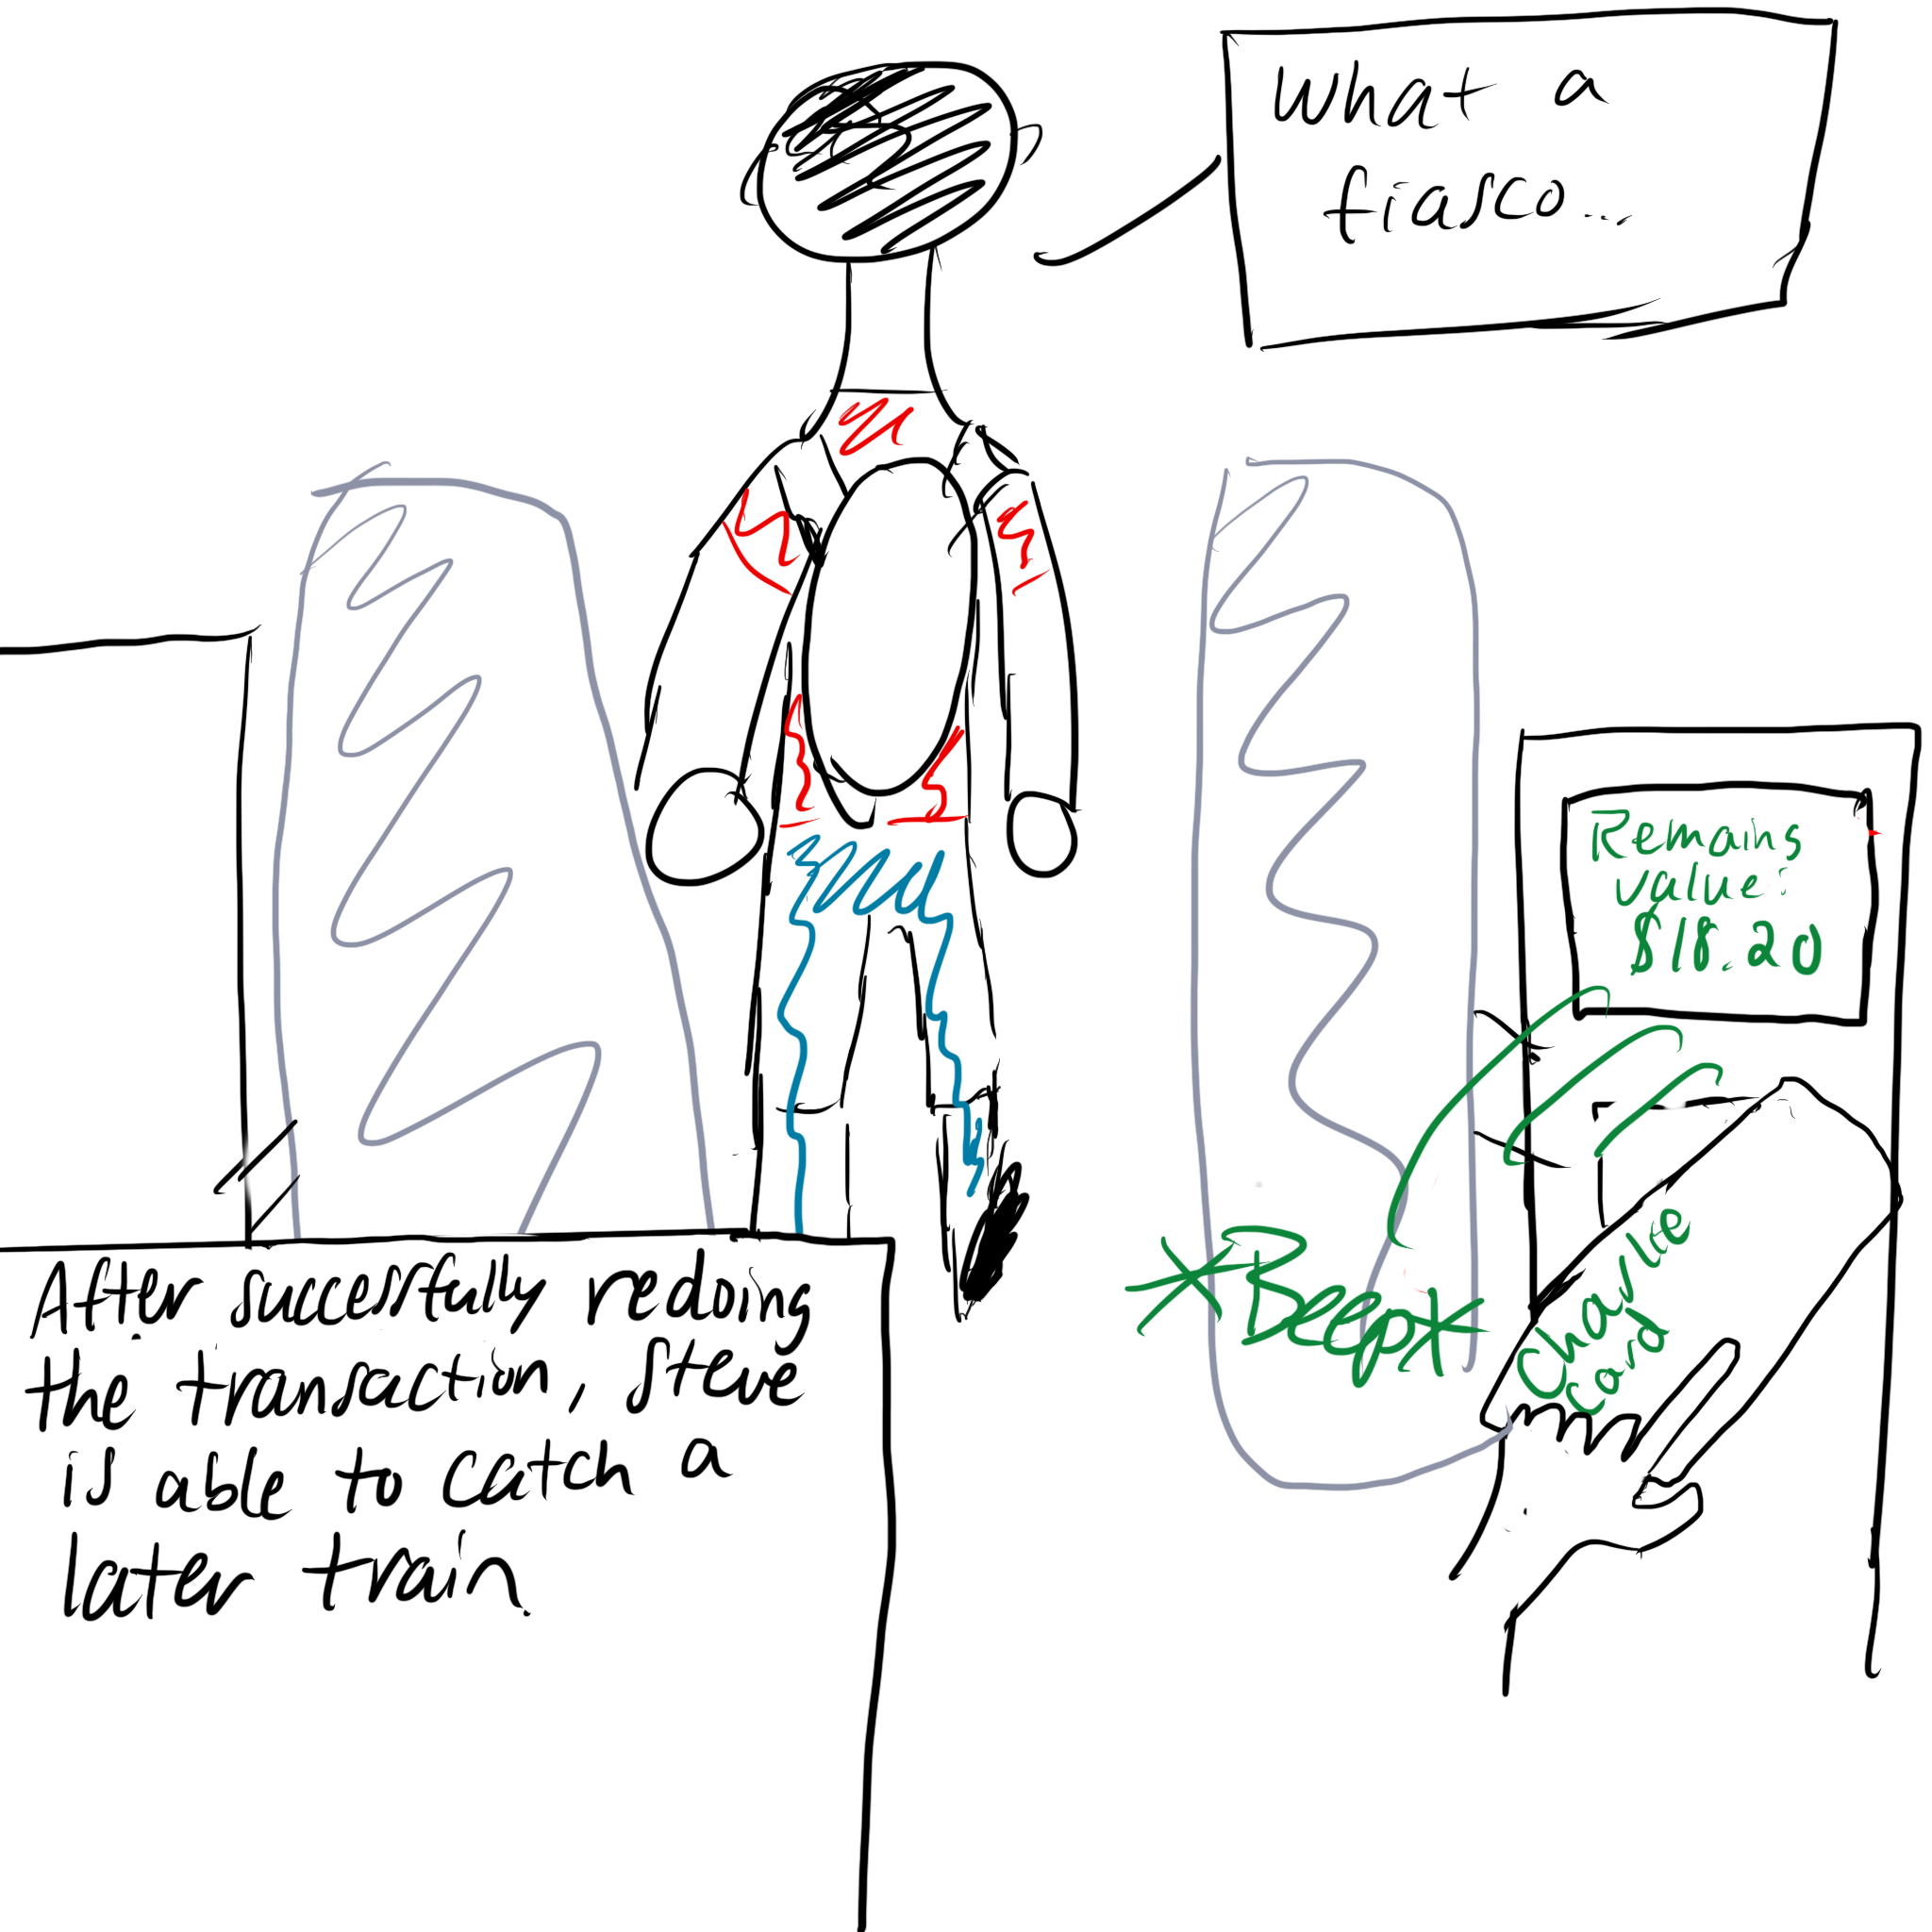 What a
fiasco...
Remains
value:
$18.20
*Beep*
Charlie
Card
After succesfully redoing
the transaction, Steve
is able to catch a
later train.